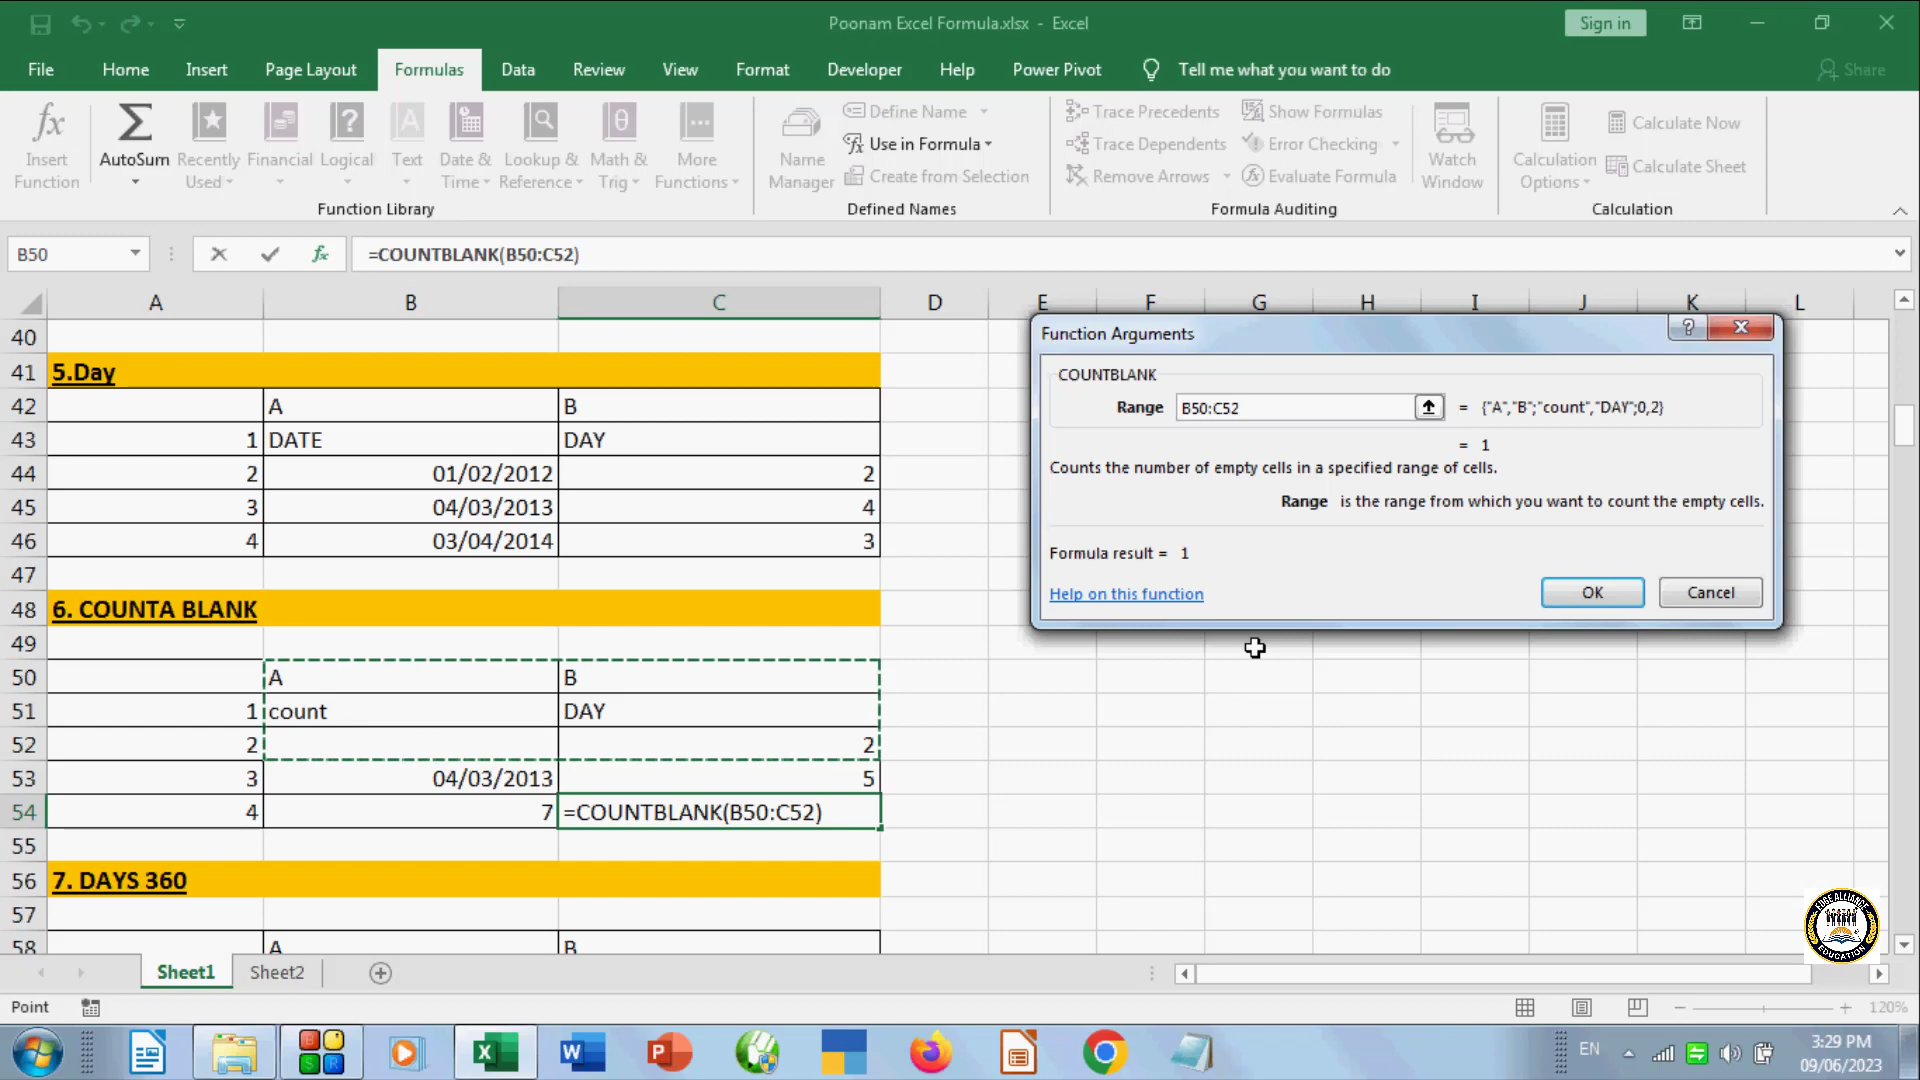 Poonam Excel Formula.xlsx - Excel
Sign in
File Home Insert Page Layout Formulas Data Review View Format Developer Help Power Pivot Tell me what you want to do Share
Insert Function
AutoSum
Recently Used
Financial
Logical
Text
Date & Time
Lookup & Reference
Math & Trig
More Functions
Function Library
Name Manager
Define Name
Use in Formula
Create from Selection
Defined Names
Trace Precedents
Trace Dependents
Remove Arrows
Show Formulas
Error Checking
Evaluate Formula
Watch Window
Formula Auditing
Calculation Options
Calculate Now
Calculate Sheet
Calculation
B50 fx =COUNTBLANK(B50:C52)
A B C D E F G H I J K L
40
41 5.Day
42 A B
43 1 DATE DAY
44 2 01/02/2012 2
45 3 04/03/2013 4
46 4 03/04/2014 3
47
48 6. COUNTA BLANK
49
50 A B
51 1 count DAY
52 2 2
53 3 04/03/2013 5
54 4 7 =COUNTBLANK(B50:C52)
55
56 7. DAYS 360
57
58 A B
Function Arguments
COUNTBLANK
Range B50:C52 = {"A","B";"count","DAY";0,2}
= 1
Counts the number of empty cells in a specified range of cells.
Range is the range from which you want to count the empty cells.
Formula result = 1
Help on this function
OK Cancel
EDGE ALLIANCE
EDUCATION
Sheet1 Sheet2
Point
120%
EN
3:29 PM
09/06/2023